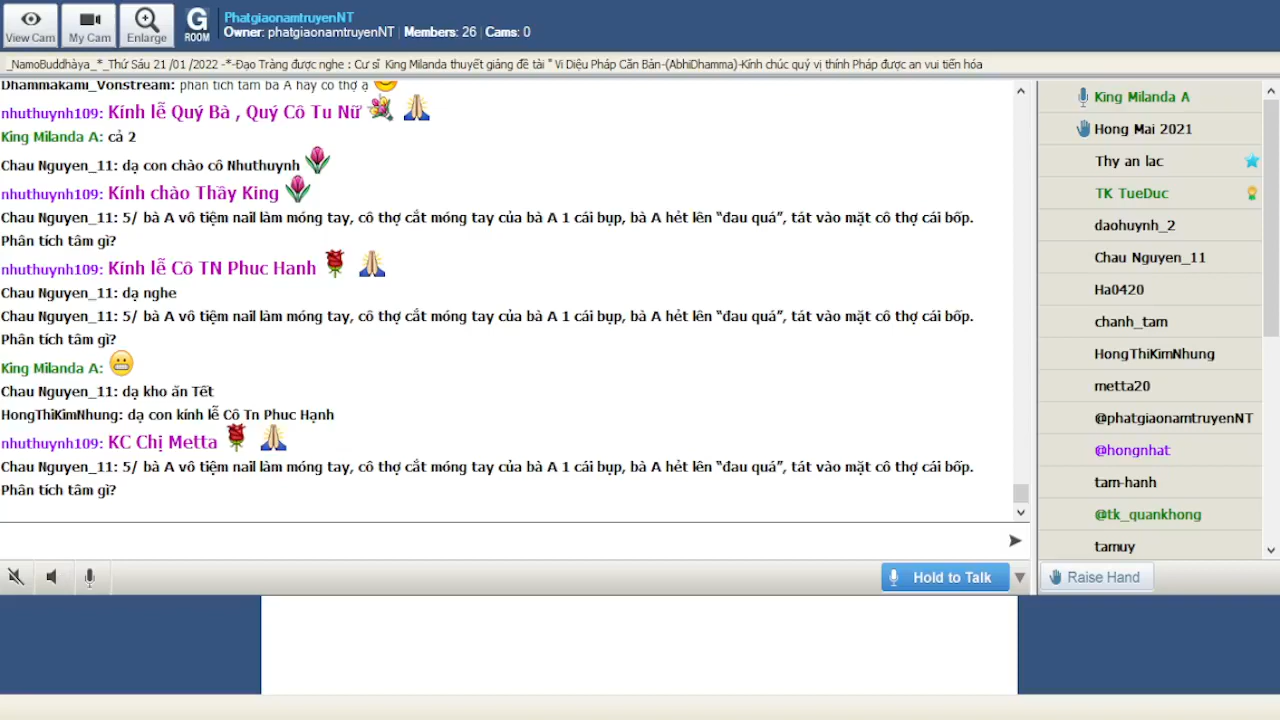 View Cam
My Cam
Enlarge
G
ROOM
PhatgiaonamtruyenNT
Owner: phatgiaonamtruyenNT | Members: 26 | Cams: 0
_NamoBuddhàya_*_Thứ Sáu 21 /01 /2022 -*-Đạo Tràng được nghe : Cư sĩ King Milanda thuyết giảng đề tài " Vi Diệu Pháp Căn Bản-(AbhiDhamma)-Kính chúc quý vị thính Pháp được an vui tiến hóa
Dhammakami_Vonstream: phân tích tâm bà A hay cô thợ ạ
nhuthuynh109: Kính lễ Quý Bà , Quý Cô Tu Nữ
King Milanda A: cả 2
Chau Nguyen_11: dạ con chào cô Nhuthuynh
nhuthuynh109: Kính chào Thầy King
Chau Nguyen_11: 5/ bà A vô tiệm nail làm móng tay, cô thợ cắt móng tay của bà A 1 cái bụp, bà A hét lên “đau quá”, tát vào mặt cô thợ cái bốp.
Phân tích tâm gì?
nhuthuynh109: Kính lễ Cô TN Phuc Hanh
Chau Nguyen_11: dạ nghe
Chau Nguyen_11: 5/ bà A vô tiệm nail làm móng tay, cô thợ cắt móng tay của bà A 1 cái bụp, bà A hét lên “đau quá”, tát vào mặt cô thợ cái bốp.
Phân tích tâm gì?
King Milanda A:
Chau Nguyen_11: dạ kho ăn Tết
HongThiKimNhung: dạ con kính lễ Cô Tn Phuc Hạnh
nhuthuynh109: KC Chị Metta
Chau Nguyen_11: 5/ bà A vô tiệm nail làm móng tay, cô thợ cắt móng tay của bà A 1 cái bụp, bà A hét lên “đau quá”, tát vào mặt cô thợ cái bốp.
Phân tích tâm gì?
Hold to Talk
King Milanda A
Hong Mai 2021
Thy an lac
TK TueDuc
daohuynh_2
Chau Nguyen_11
Ha0420
chanh_tam
HongThiKimNhung
metta20
@phatgiaonamtruyenNT
@hongnhat
tam-hanh
@tk_quankhong
tamuy
Raise Hand